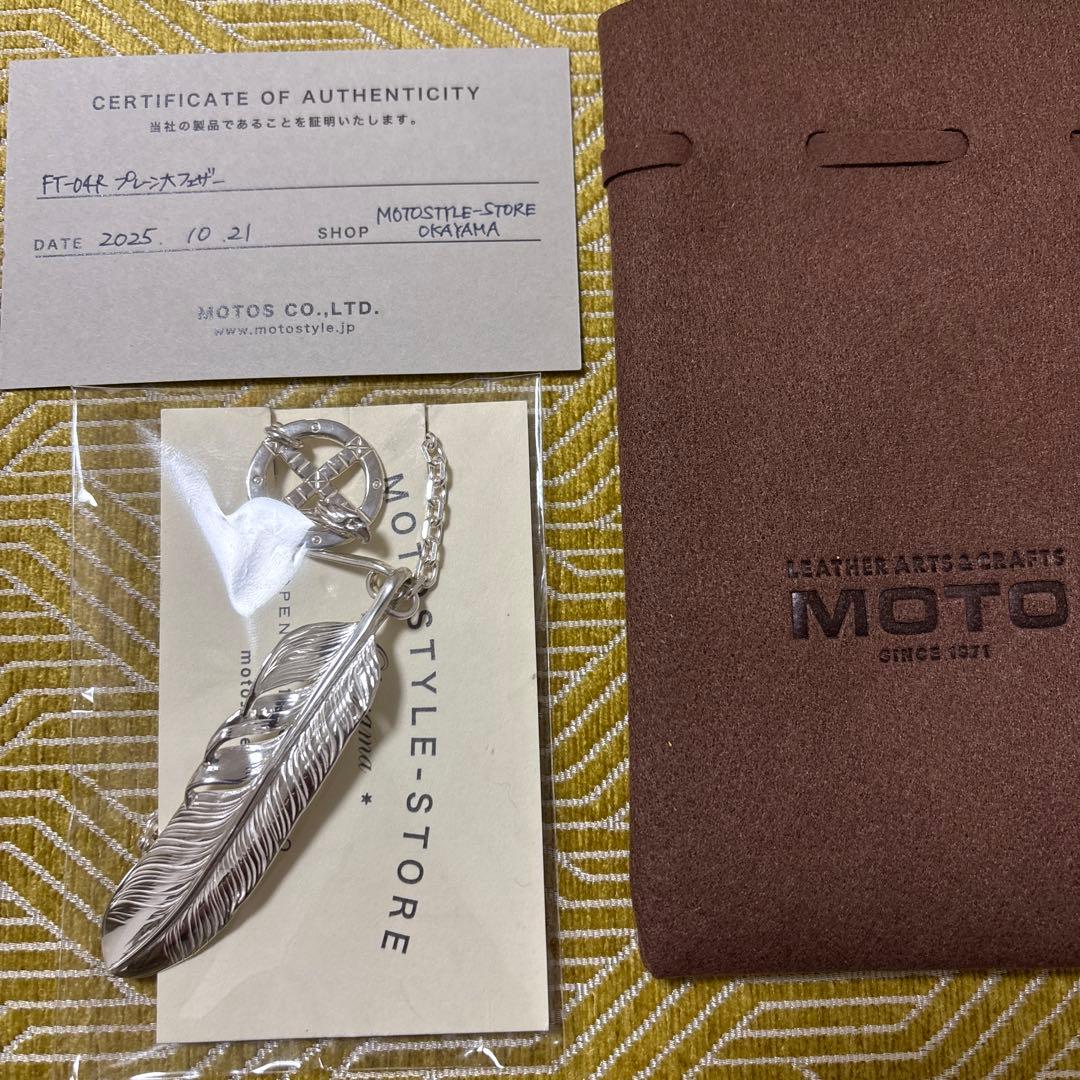 CERTIFICATE OF AUTHENTICITY
当社の製品であることを証明いたします。
FT-04R プレーン大フェザー
DATE 2025. 10.21 SHOP MOTOSTYLE-STORE
OKAYAMA
MOTOS CO.,LTD.
www.motostyle.jp
LEATHER ARTS & CRAFTS
MOTO
SINCE 1971
MOTOSTYLE-STORE